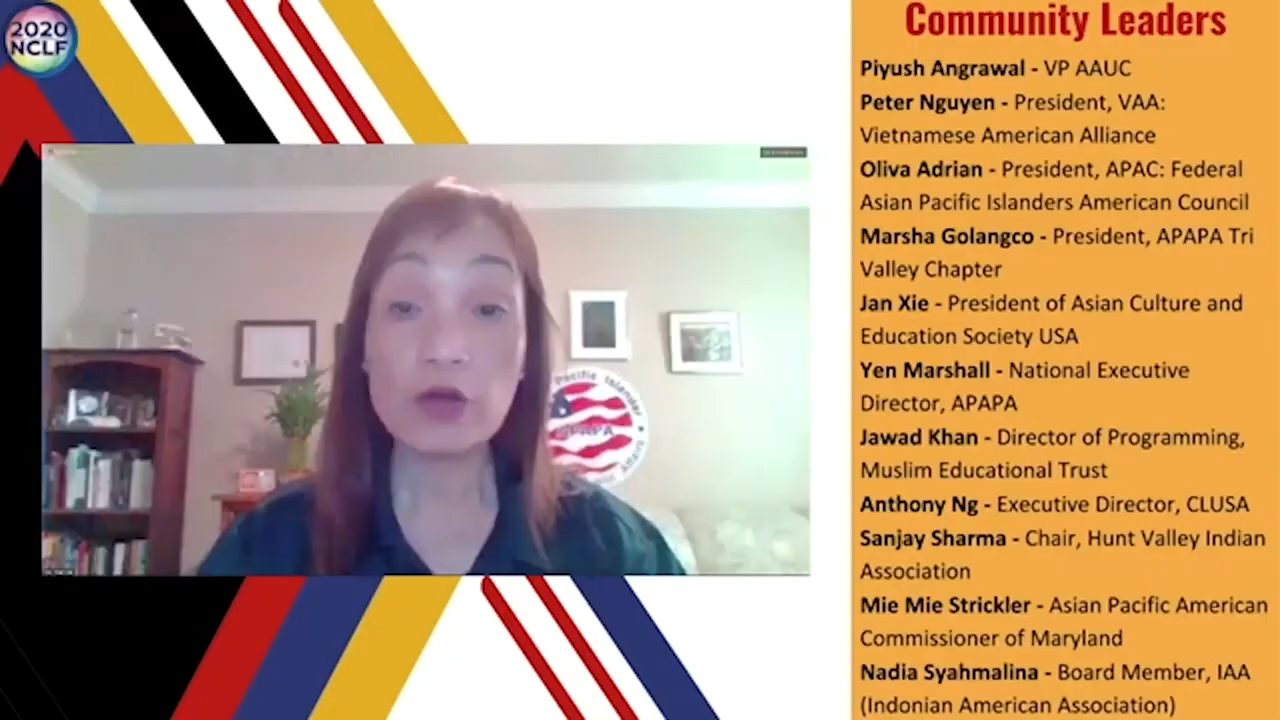 2020
NCLF
Community Leaders
Piyush Angrawal - VP AAUC
Peter Nguyen - President, VAA:
Vietnamese American Alliance
Oliva Adrian - President, APAC: Federal
Asian Pacific Islanders American Council
Marsha Golangco - President, APAPA Tri
Valley Chapter
Jan Xie - President of Asian Culture and
Education Society USA
Yen Marshall - National Executive
Director, APAPA
Jawad Khan - Director of Programming,
Muslim Educational Trust
Anthony Ng - Executive Director, CLUSA
Sanjay Sharma - Chair, Hunt Valley Indian
Association
Mie Mie Strickler - Asian Pacific American
Commissioner of Maryland
Nadia Syahmalina - Board Member, IAA
(Indonian American Association)
Pacific Islander
APAPA
Affairs